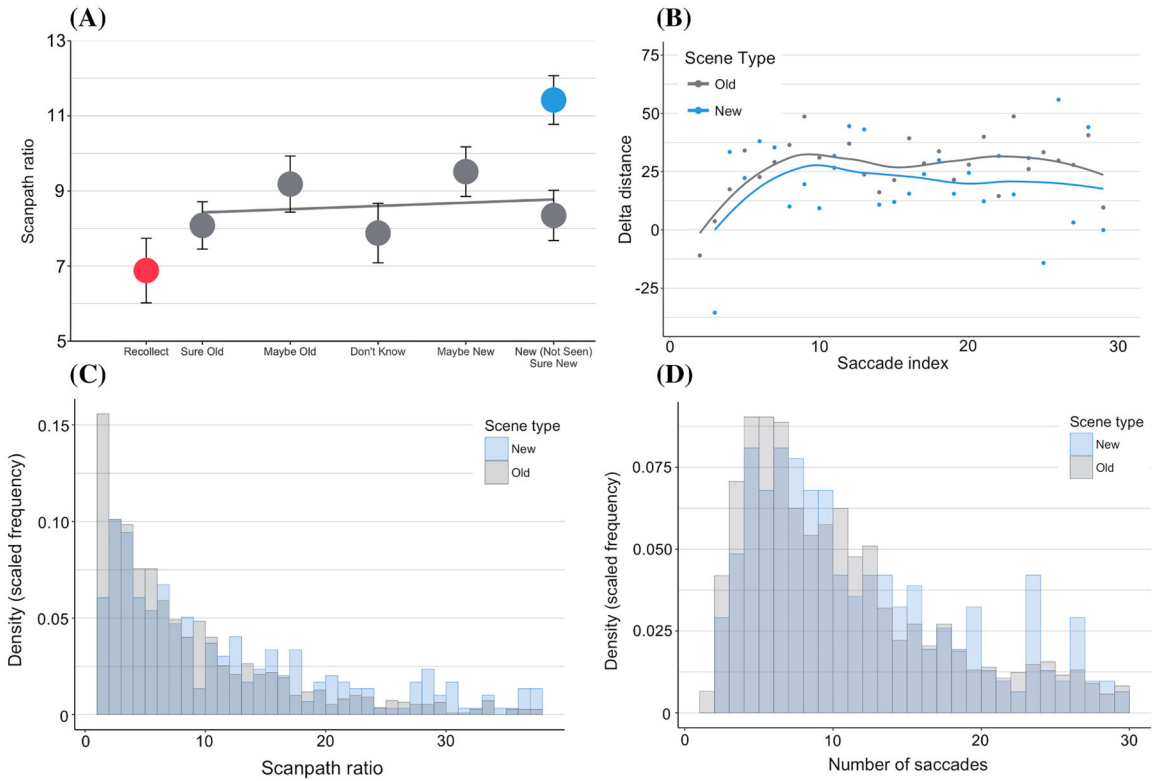 (A)
Scanpath ratio
13
11
9
7
5
Recollect
Sure Old
Maybe Old
Don't Know
Maybe New
New (Not Seen)
Sure New
(B)
Delta distance
75
50
25
0
-25
Scene Type
Old
New
0
10
20
30
Saccade index
(C)
Density (scaled frequency)
0.15
0.10
0.05
0
Scene type
New
Old
0
10
20
30
Scanpath ratio
(D)
Density (scaled frequency)
0.075
0.050
0.025
0
Scene type
New
Old
0
10
20
30
Number of saccades